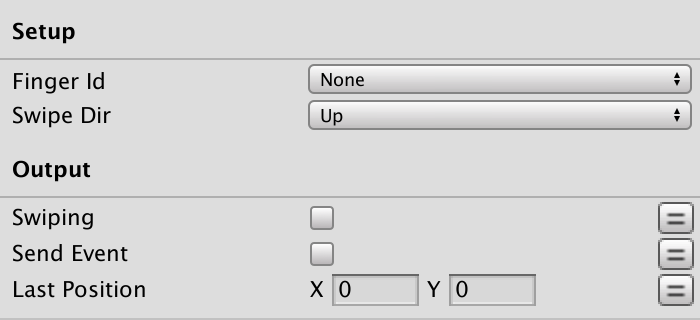 Setup
Finger Id None
Swipe Dir Up
Output
Swiping
Send Event
Last Position X 0 Y 0